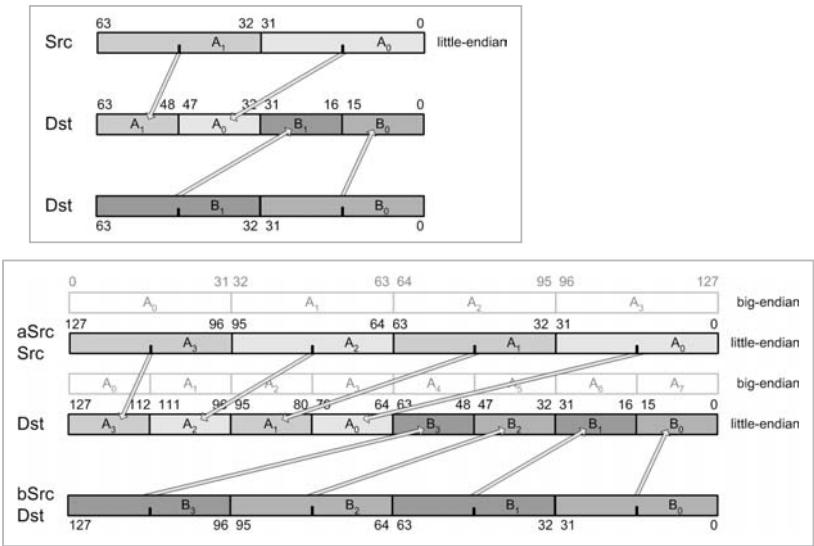 63 32 31 0
Src A₁ A₀ little-endian
63 48 47 32 31 16 15 0
Dst A₁ A₀ B₁ B₀
Dst B₁ B₀
63 32 31 0
0 31 32 63 64 95 96 127
A₀ A₁ A₂ A₃ big-endian
127 96 95 64 63 32 31 0
aSrc
Src A₃ A₂ A₁ A₀ little-endian
A₀ A₁ A₂ A₃ A₄ A₅ A₆ A₇ big-endian
127 112 111 96 95 80 79 64 63 48 47 32 31 16 15 0
Dst A₃ A₂ A₁ A₀ B₃ B₂ B₁ B₀ little-endian
bSrc
Dst B₃ B₂ B₁ B₀
127 96 95 64 63 32 31 0